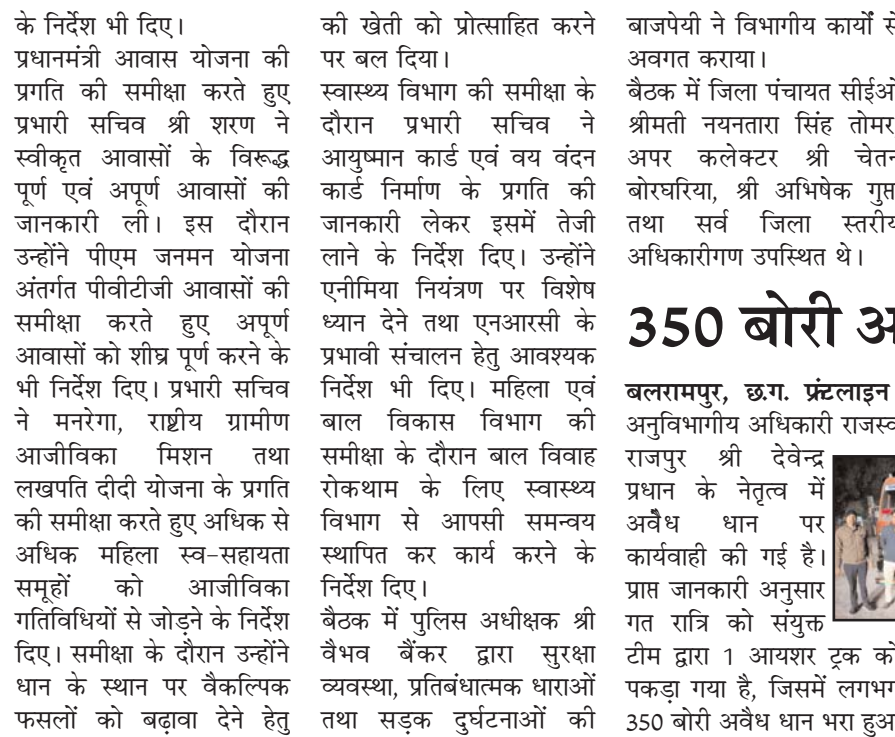 के निर्देश भी दिए।
प्रधानमंत्री आवास योजना की
प्रगति की समीक्षा करते हुए
प्रभारी सचिव श्री शरण ने
स्वीकृत आवासों के विरूद्ध
पूर्ण एवं अपूर्ण आवासों की
जानकारी ली। इस दौरान
उन्होंने पीएम जनमन योजना
अंतर्गत पीवीटीजी आवासों की
समीक्षा करते हुए अपूर्ण
आवासों को शीघ्र पूर्ण करने के
भी निर्देश दिए। प्रभारी सचिव
ने मनरेगा, राष्ट्रीय ग्रामीण
आजीविका मिशन तथा
लखपति दीदी योजना के प्रगति
की समीक्षा करते हुए अधिक से
अधिक महिला स्व-सहायता
समूहों को आजीविका
गतिविधियों से जोड़ने के निर्देश
दिए। समीक्षा के दौरान उन्होंने
धान के स्थान पर वैकल्पिक
फसलों को बढ़ावा देने हेतु
की खेती को प्रोत्साहित करने
पर बल दिया।
स्वास्थ्य विभाग की समीक्षा के
दौरान प्रभारी सचिव ने
आयुष्मान कार्ड एवं वय वंदन
कार्ड निर्माण के प्रगति की
जानकारी लेकर इसमें तेजी
लाने के निर्देश दिए। उन्होंने
एनीमिया नियंत्रण पर विशेष
ध्यान देने तथा एनआरसी के
प्रभावी संचालन हेतु आवश्यक
निर्देश भी दिए। महिला एवं
बाल विकास विभाग की
समीक्षा के दौरान बाल विवाह
रोकथाम के लिए स्वास्थ्य
विभाग से आपसी समन्वय
स्थापित कर कार्य करने के
निर्देश दिए।
बैठक में पुलिस अधीक्षक श्री
वैभव बैंकर द्वारा सुरक्षा
व्यवस्था, प्रतिबंधात्मक धाराओं
तथा सड़क दुर्घटनाओं की
बाजपेयी ने विभागीय कार्यों से
अवगत कराया।
बैठक में जिला पंचायत सीईओ
श्रीमती नयनतारा सिंह तोमर
अपर कलेक्टर श्री चेतन
बोरघरिया, श्री अभिषेक गुप्त
तथा सर्व जिला स्तरीय
अधिकारीगण उपस्थित थे।
350 बोरी अ
बलरामपुर, छ.ग. फ्रंटलाइन
अनुविभागीय अधिकारी राजस्व
राजपुर श्री देवेन्द्र
प्रधान के नेतृत्व में
अवैध धान पर
कार्यवाही की गई है।
प्राप्त जानकारी अनुसार
गत रात्रि को संयुक्त
टीम द्वारा 1 आयशर ट्रक को
पकड़ा गया है, जिसमें लगभग
350 बोरी अवैध धान भरा हुआ